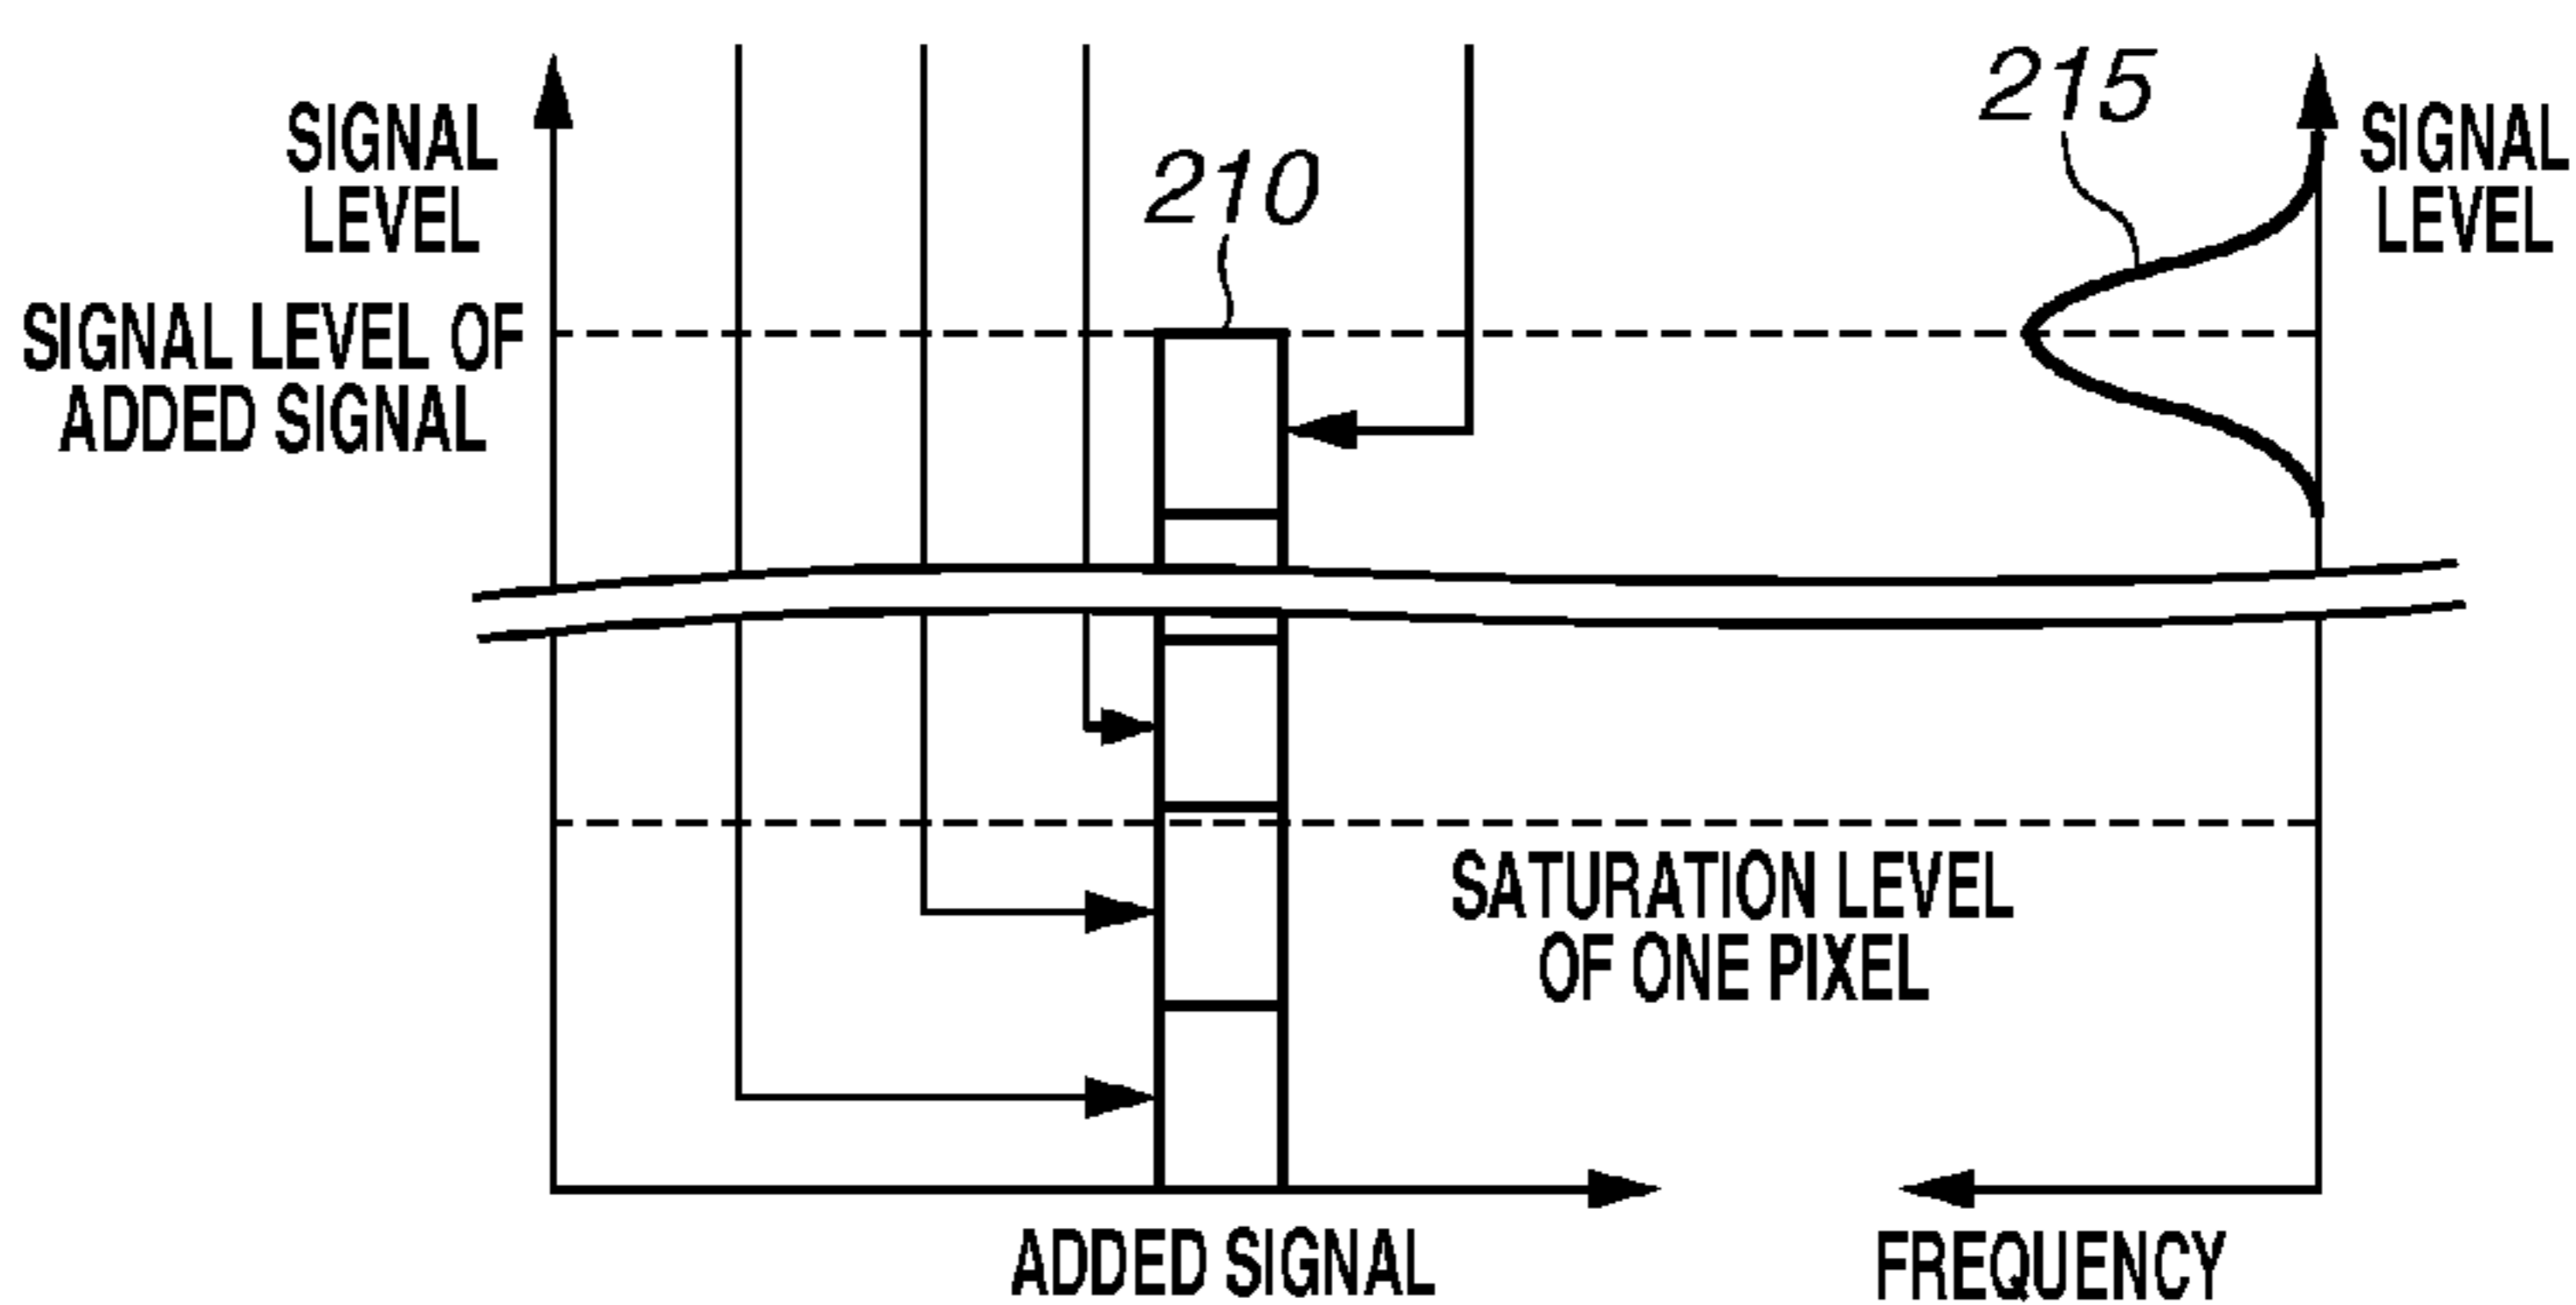 215
SIGNAL
LEVEL
SIGNAL
LEVEL
210
SIGNAL LEVEL OF
ADDED SIGNAL
SATURATION LEVEL
OF ONE PIXEL
ADDED SIGNAL
FREQUENCY